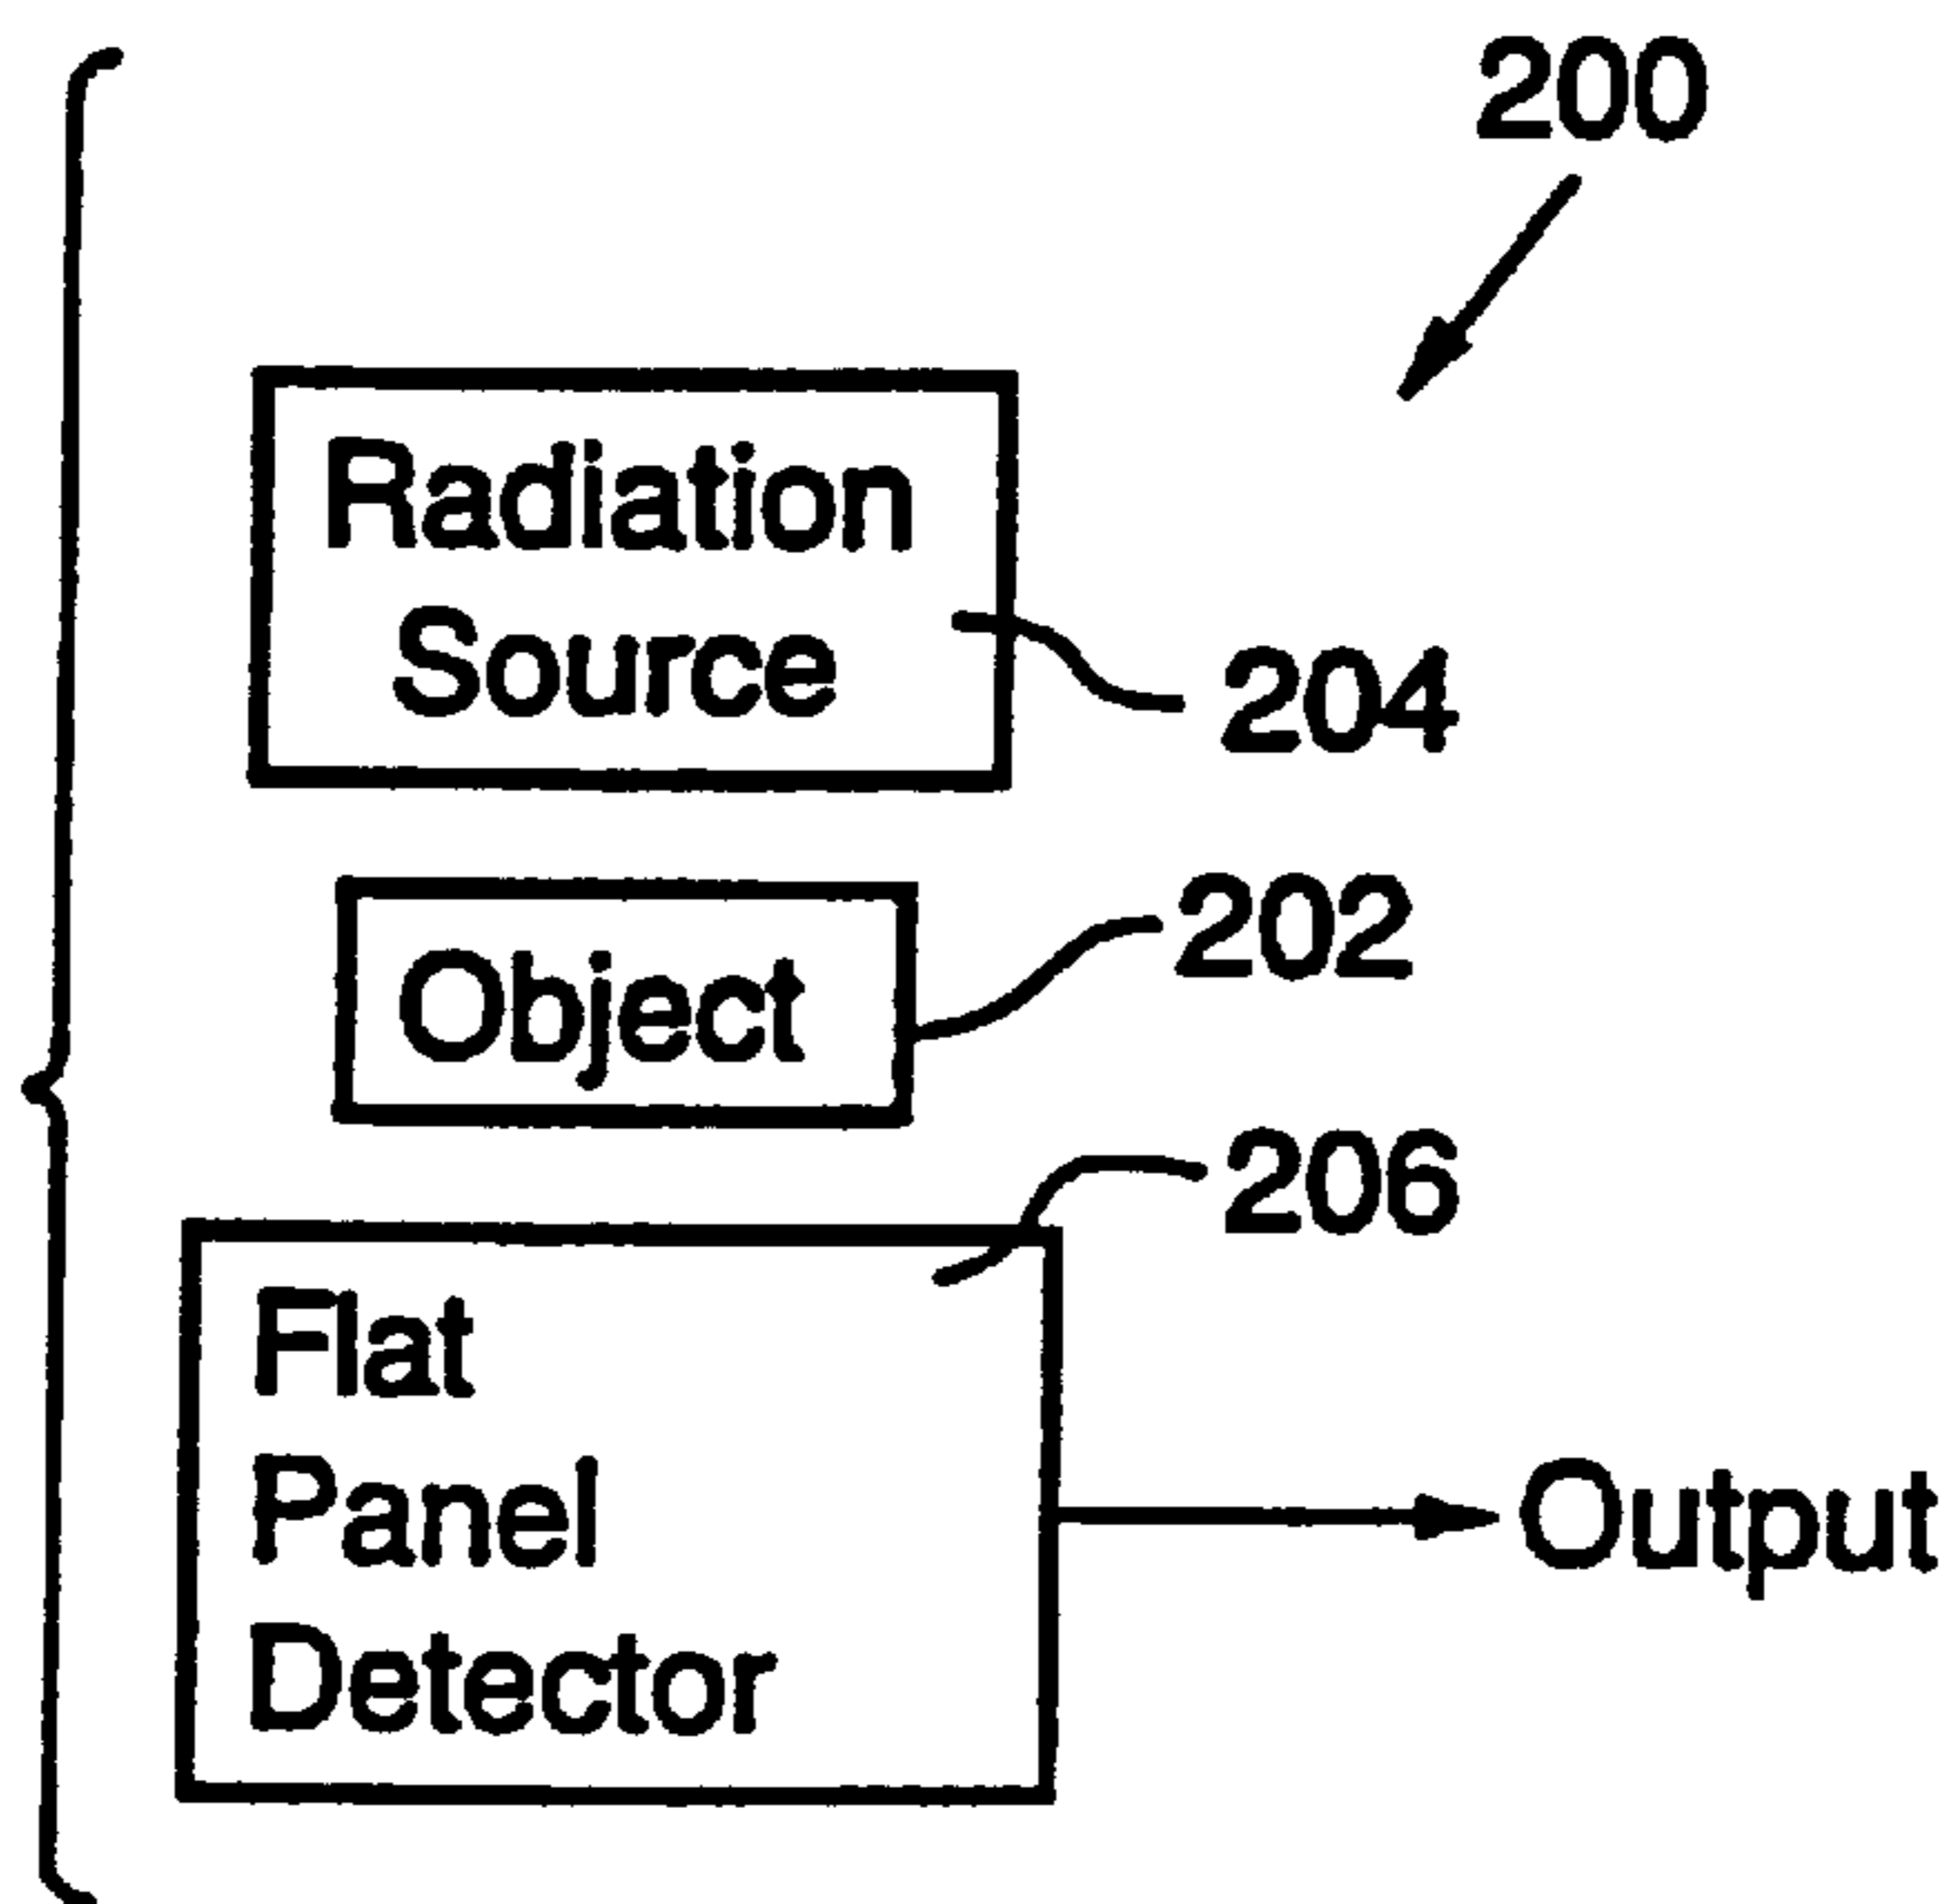 200
Radiation
Source
204
202
Object
206
Flat
Panel
Detector
Output